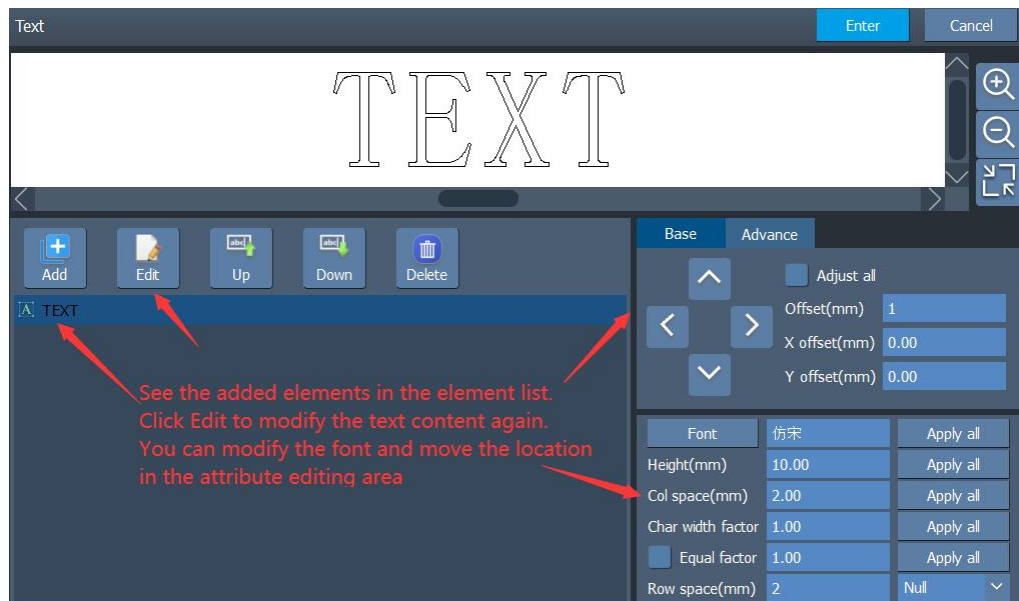 Text Enter Cancel
TEXT
Add Edit Up Down Delete
TEXT
See the added elements in the element list.
Click Edit to modify the text content again.
You can modify the font and move the location
in the attribute editing area
Base Advance
Adjust all
Offset(mm) 1
X offset(mm) 0.00
Y offset(mm) 0.00
Font 仿宋 Apply all
Height(mm) 10.00 Apply all
Col space(mm) 2.00 Apply all
Char width factor 1.00 Apply all
Equal factor 1.00 Apply all
Row space(mm) 2 Null